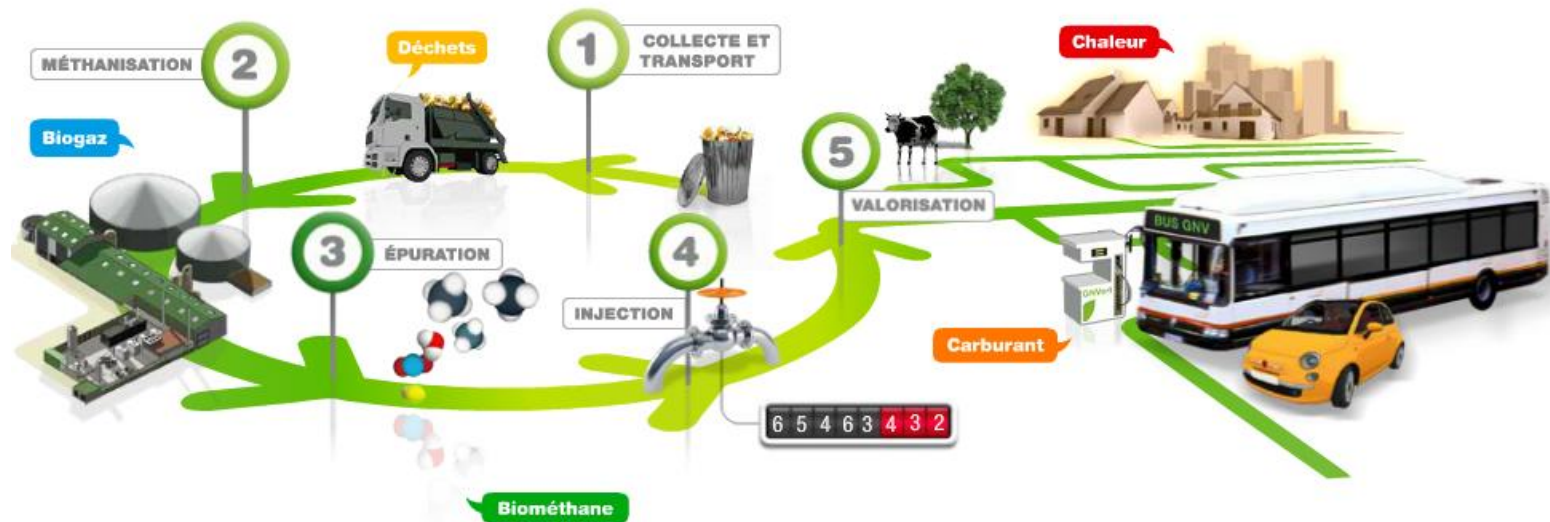 1
COLLECTE ET
TRANSPORT
Déchets
2
MÉTHANISATION
Biogaz
3
ÉPURATION
Biométhane
4
INJECTION
6 5 4 6 3 4 3 2
5
VALORISATION
Chaleur
Carburant
GNVert
BUS GNV